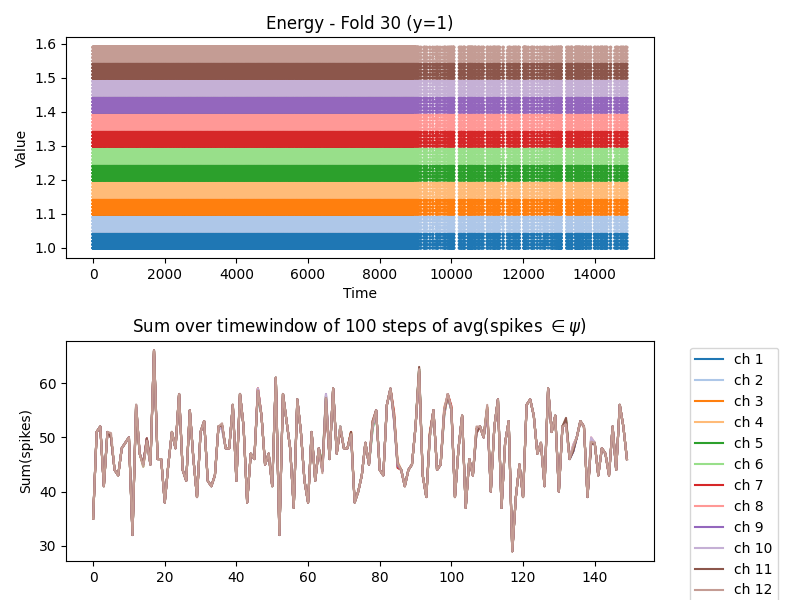 Energy - Fold 30 (y=1)
Value
1.6
1.5
1.4
1.3
1.2
1.1
1.0
0 2000 4000 6000 8000 10000 12000 14000
Time
Sum over timewindow of 100 steps of avg(spikes ∈ψ)
Sum(spikes)
60
50
40
30
0 20 40 60 80 100 120 140
ch 1
ch 2
ch 3
ch 4
ch 5
ch 6
ch 7
ch 8
ch 9
ch 10
ch 11
ch 12